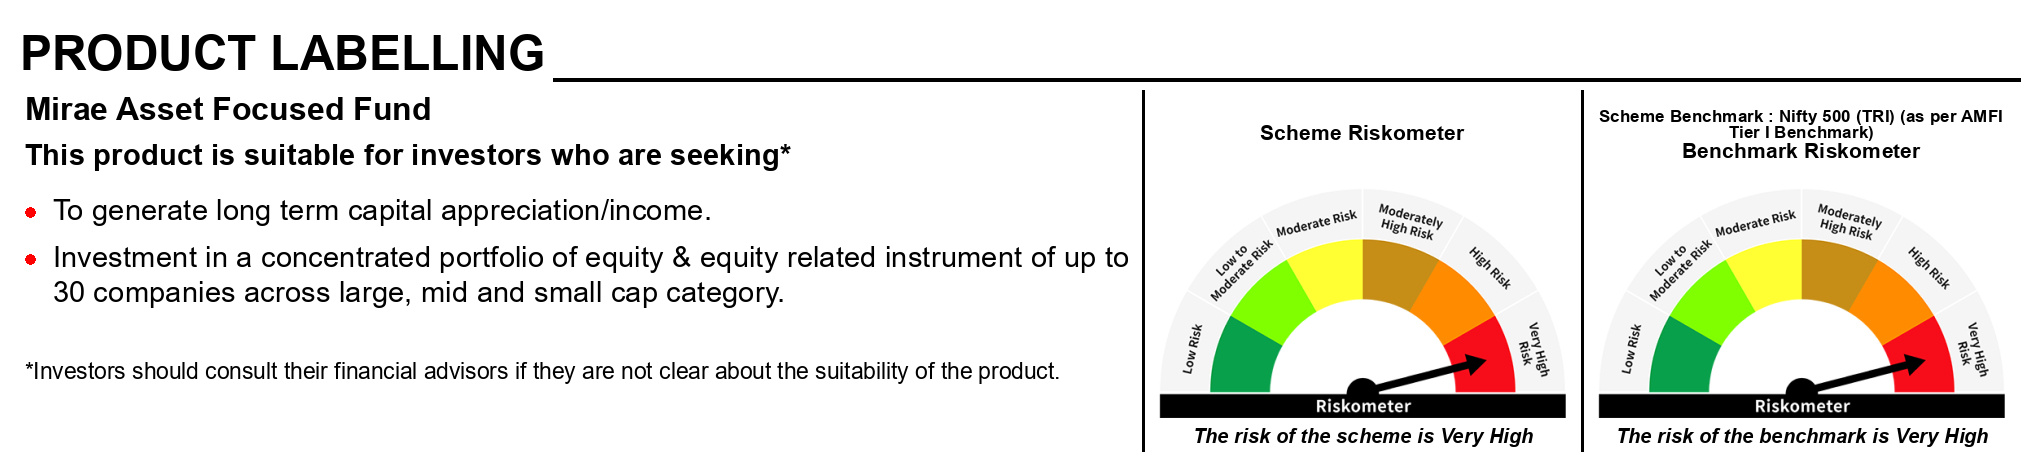 PRODUCT LABELLING
Mirae Asset Focused Fund
This product is suitable for investors who are seeking*
To generate long term capital appreciation/income.
Investment in a concentrated portfolio of equity & equity related instrument of up to
30 companies across large, mid and small cap category.
*Investors should consult their financial advisors if they are not clear about the suitability of the product.
Scheme Riskometer
Low Risk
Low to
Moderate Risk
Moderate Risk
Moderately
High Risk
High Risk
Very High
Risk
Riskometer
The risk of the scheme is Very High
Scheme Benchmark : Nifty 500 (TRI) (as per AMFI
Tier I Benchmark)
Benchmark Riskometer
Low Risk
Low to
Moderate Risk
Moderate Risk
Moderately
High Risk
High Risk
Very High
Risk
Riskometer
The risk of the benchmark is Very High